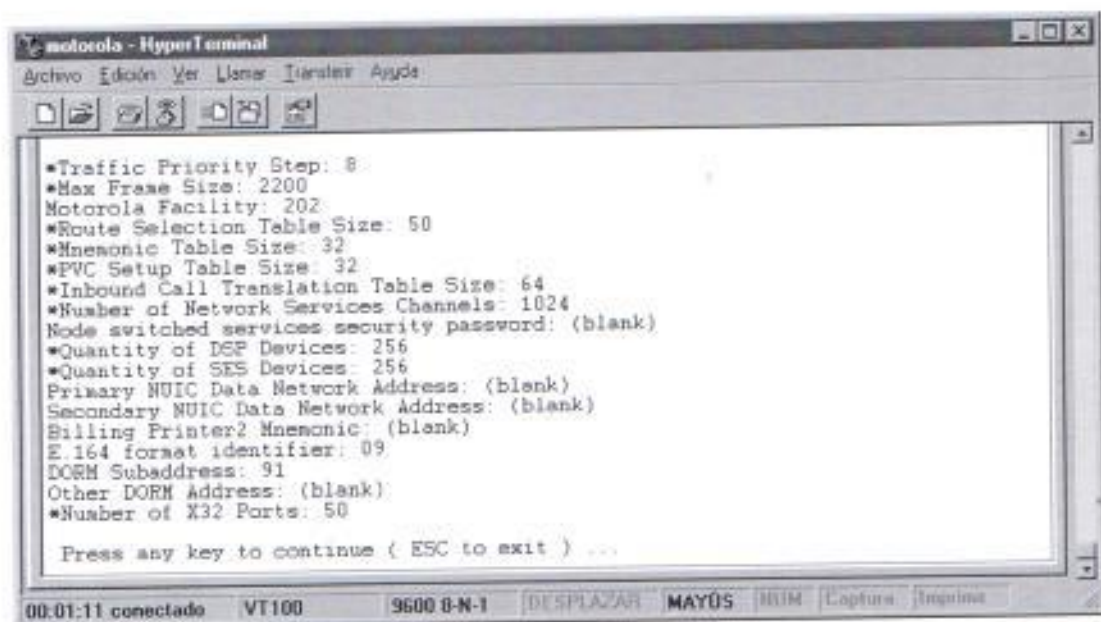 motorola - HyperTerminal
Archivo Edición Ver Llamar Transferir Ayuda
*Traffic Priority Step: 8
*Max Frame Size: 2200
Motorola Facility: 202
*Route Selection Table Size: 50
*Mnemonic Table Size: 32
*PVC Setup Table Size: 32
*Inbound Call Translation Table Size: 64
*Number of Network Services Channels: 1024
Node switched services security password: (blank)
*Quantity of DSP Devices: 256
*Quantity of SES Devices: 256
Primary NUIC Data Network Address: (blank)
Secondary NUIC Data Network Address: (blank)
Billing Printer2 Mnemonic: (blank)
E.164 format identifier: 09
DORM Subaddress: 91
Other DORM Address: (blank)
*Number of X32 Ports: 50
Press any key to continue ( ESC to exit ) ...
00:01:11 conectado VT100 9600 8-N-1 DESPLAZAR MAYÚS NUM Captura Imprimir